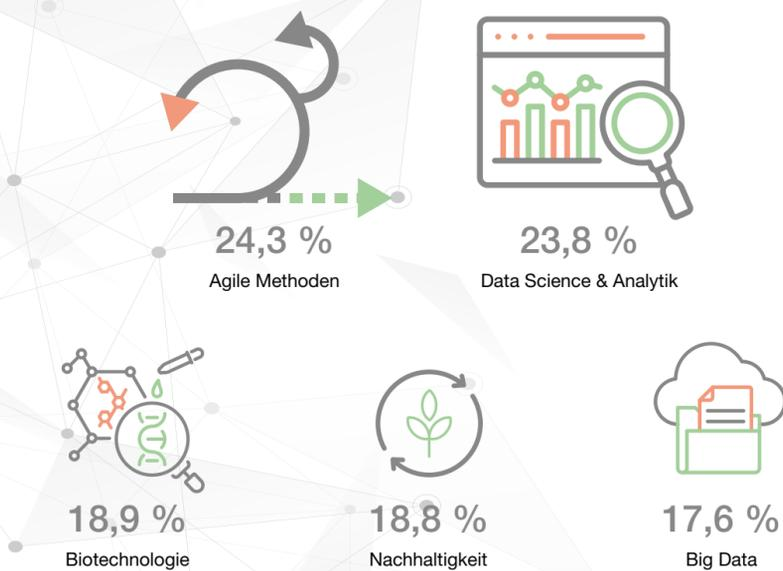 24,3 %
23,8 %
Agile Methoden
Data Science & Analytik
18,9 %
18,8 %
17,6 %
Biotechnologie
Nachhaltigkeit
Big Data